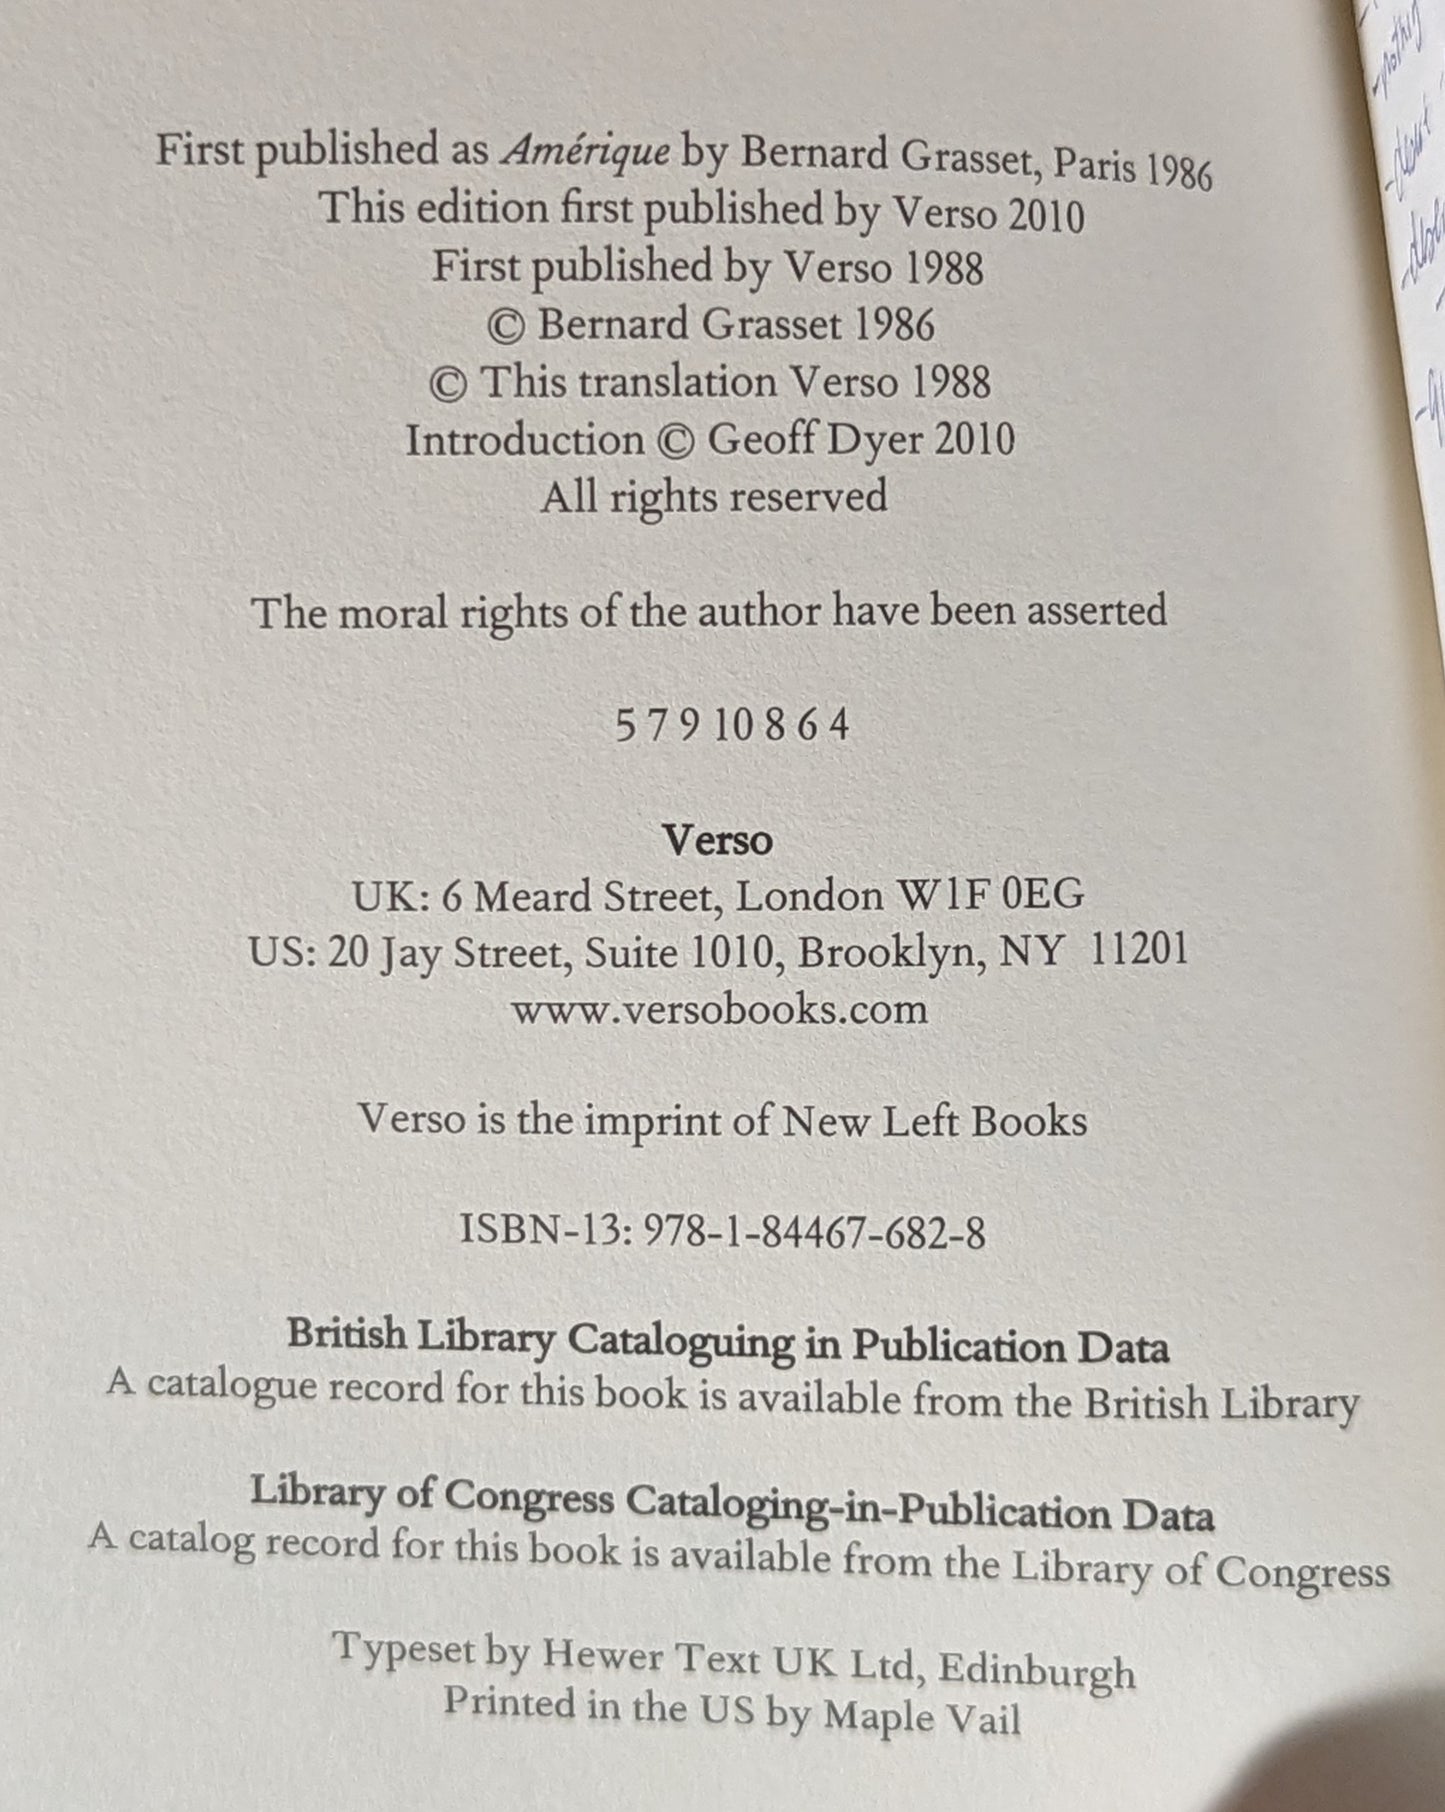 First published as Amérique by Bernard Grasset, Paris 1986
This edition first published by Verso 2010
First published by Verso 1988
© Bernard Grasset 1986
© This translation Verso 1988
Introduction © Geoff Dyer 2010
All rights reserved
The moral rights of the author have been asserted
5 7 9 10 8 6 4
Verso
UK: 6 Meard Street, London W1F 0EG
US: 20 Jay Street, Suite 1010, Brooklyn, NY 11201
www.versobooks.com
Verso is the imprint of New Left Books
ISBN-13: 978-1-84467-682-8
British Library Cataloguing in Publication Data
A catalogue record for this book is available from the British Library
Library of Congress Cataloging-in-Publication Data
A catalog record for this book is available from the Library of Congress
Typeset by Hewer Text UK Ltd, Edinburgh
Printed in the US by Maple Vail